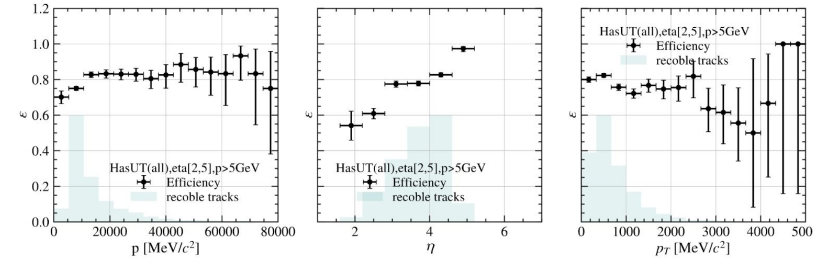 1.2
1.0
0.8
0.6
0.4
0.2
0.0
ε
HasUT(all),eta[2,5],p>5GeV
Efficiency
recoble tracks
0 20000 40000 60000 80000
p [MeV/c²]
ε
HasUT(all),eta[2,5],p>5GeV
Efficiency
recoble tracks
2 4 6
η
ε
HasUT(all),eta[2,5],p>5GeV
Efficiency
recoble tracks
0 1000 2000 3000 4000 500
p_T [MeV/c²]